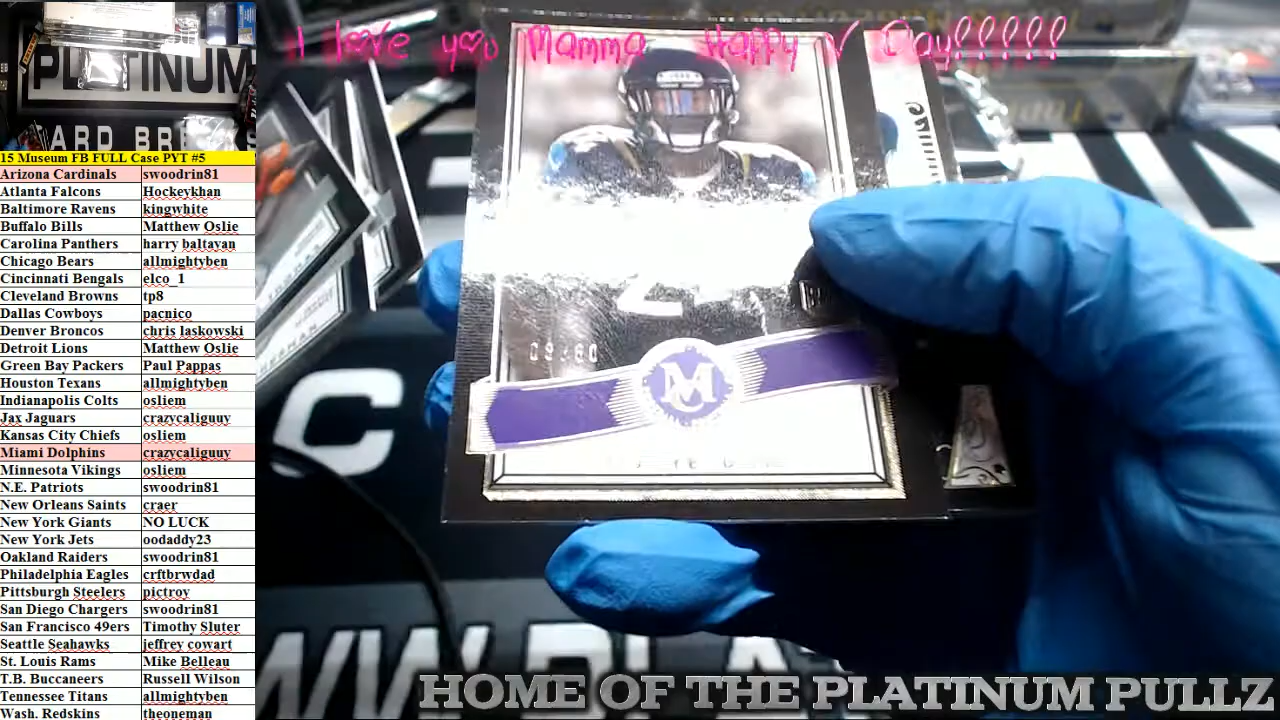 I love you Mamma Happy V Day!!!!!
PLATINUM
ARD BRE
15 Museum FB FULL Case PYT #5
Arizona Cardinals swoodrin81
Atlanta Falcons Hockeykhan
Baltimore Ravens kingwhite
Buffalo Bills Matthew Oslie
Carolina Panthers harry baltayan
Chicago Bears allmightyben
Cincinnati Bengals elco_1
Cleveland Browns tp8
Dallas Cowboys pacnico
Denver Broncos chris laskowski
Detroit Lions Matthew Oslie
Green Bay Packers Paul Pappas
Houston Texans allmightyben
Indianapolis Colts osliem
Jax Jaguars crazycaliguuy
Kansas City Chiefs osliem
Miami Dolphins crazycaliguuy
Minnesota Vikings osliem
N.E. Patriots swoodrin81
New Orleans Saints craer
New York Giants NO LUCK
New York Jets oodaddy23
Oakland Raiders swoodrin81
Philadelphia Eagles crftbrwdad
Pittsburgh Steelers pictroy
San Diego Chargers swoodrin81
San Francisco 49ers Timothy Sluter
Seattle Seahawks jeffrey cowart
St. Louis Rams Mike Belleau
T.B. Buccaneers Russell Wilson
Tennessee Titans allmightyben
Wash. Redskins theoneman
09/60
M
C
WW.PLAT
HOME OF THE PLATINUM PULLZ